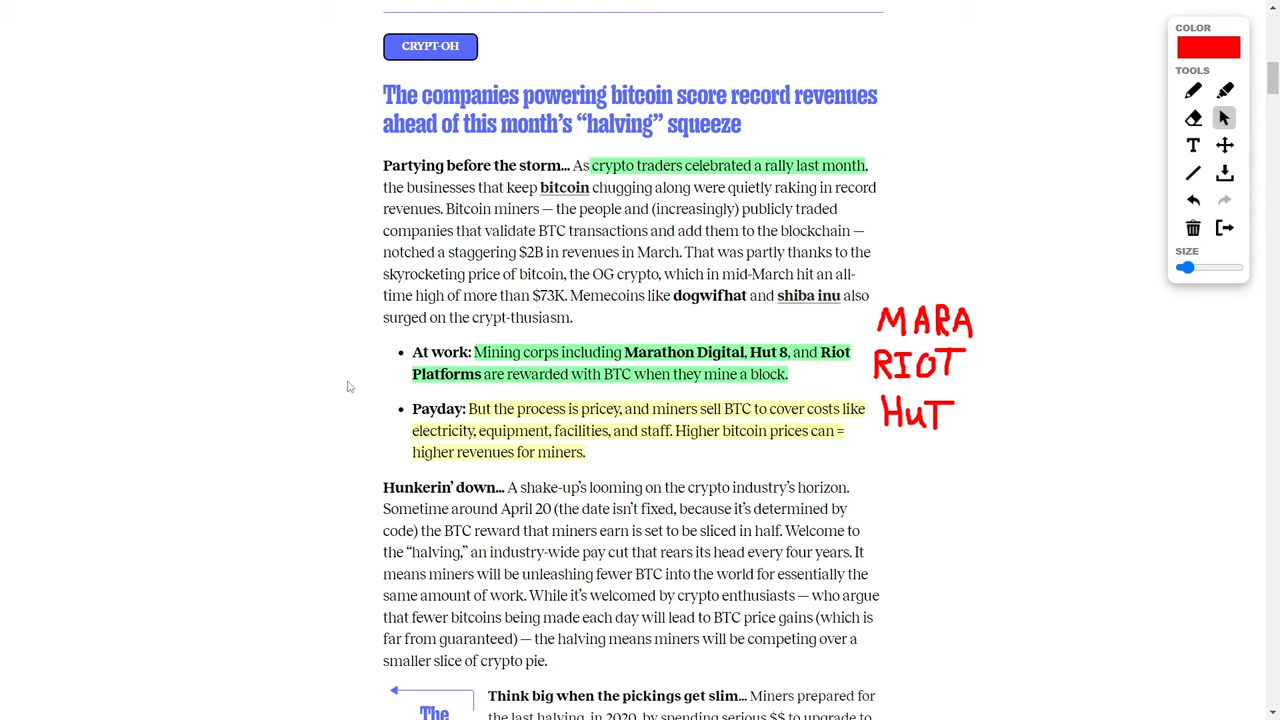 CRYPT-OH
The companies powering bitcoin score record revenues
ahead of this month's “halving” squeeze
Partying before the storm... As crypto traders celebrated a rally last month,
the businesses that keep bitcoin chugging along were quietly raking in record
revenues. Bitcoin miners — the people and (increasingly) publicly traded
companies that validate BTC transactions and add them to the blockchain —
notched a staggering $2B in revenues in March. That was partly thanks to the
skyrocketing price of bitcoin, the OG crypto, which in mid-March hit an all-
time high of more than $73K. Memecoins like dogwifhat and shiba inu also
surged on the crypt-thusiasm.
• At work: Mining corps including Marathon Digital, Hut 8, and Riot
Platforms are rewarded with BTC when they mine a block.
• Payday: But the process is pricey, and miners sell BTC to cover costs like
electricity, equipment, facilities, and staff. Higher bitcoin prices can =
higher revenues for miners.
MARA
RIOT
HuT
Hunkerin' down... A shake-up's looming on the crypto industry's horizon.
Sometime around April 20 (the date isn't fixed, because it's determined by
code) the BTC reward that miners earn is set to be sliced in half. Welcome to
the “halving,” an industry-wide pay cut that rears its head every four years. It
means miners will be unleashing fewer BTC into the world for essentially the
same amount of work. While it's welcomed by crypto enthusiasts — who argue
that fewer bitcoins being made each day will lead to BTC price gains (which is
far from guaranteed) — the halving means miners will be competing over a
smaller slice of crypto pie.
Think big when the pickings get slim... Miners prepared for
The
the last halving, in 2020, by spending serious $$ to upgrade to
COLOR
TOOLS
T
SIZE